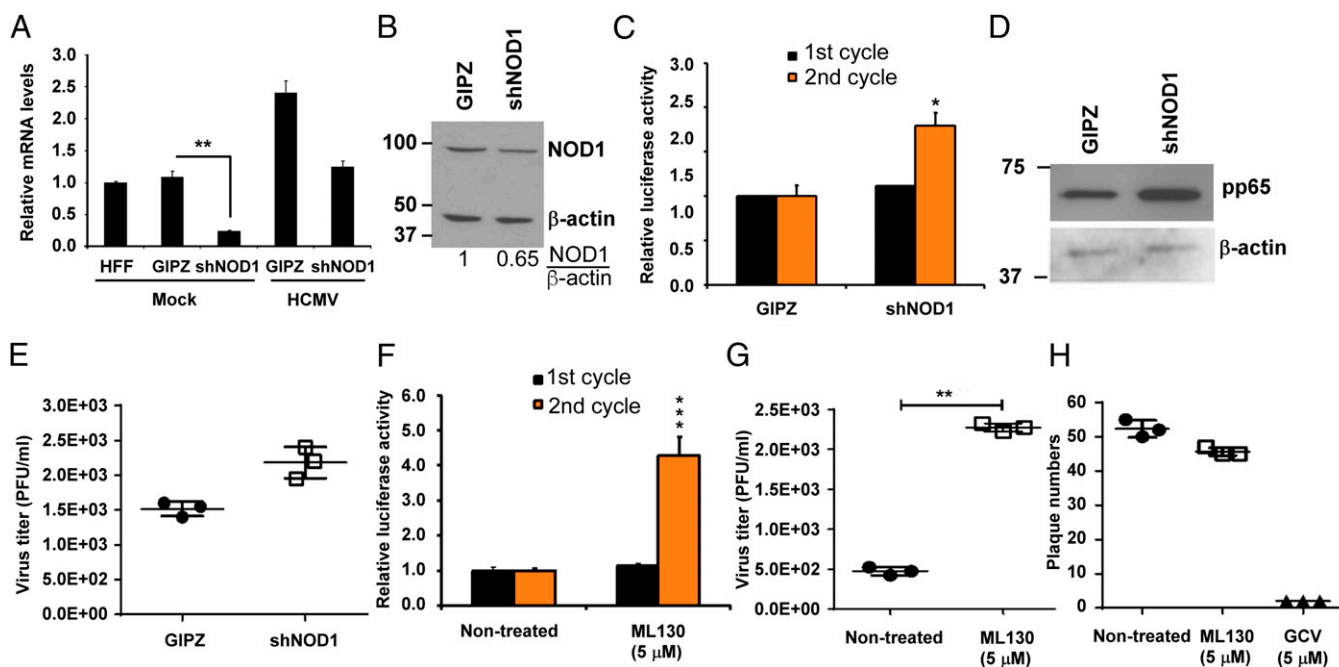 A
Relative mRNA levels
3.0
2.5
2.0
1.5
1.0
0.5
0.0
**
HFF GIPZ shNOD1 GIPZ shNOD1
Mock HCMV
B
GIPZ shNOD1
100
50
37
NOD1
β-actin
1 0.65 NOD1
β-actin
C
1st cycle
2nd cycle
Relative luciferase activity
3.0
2.5
2.2
1.5
1.2
0.5
0.0
*
GIPZ shNOD1
D
GIPZ shNOD1
75
37
pp65
β-actin
E
Virus titer (PFU/ml)
3.0E+03
2.5E+03
2.0E+03
1.5E+03
1.0E+03
5.0E+02
0.0E+00
GIPZ shNOD1
F
1st cycle
2nd cycle
Relative luciferase activity
6.0
5.0
4.0
3.0
2.0
1.0
0.0
***
Non-treated ML130
(5 μM)
G
Virus titer (PFU/ml)
2.5E+03
2.0E+03
1.5E+03
1.0E+03
5.0E+02
0.0E+00
**
Non-treated ML130
(5 μM)
H
Plaque numbers
60
50
40
30
20
10
0
Non-treated ML130 GCV
(5 μM) (5 μM)